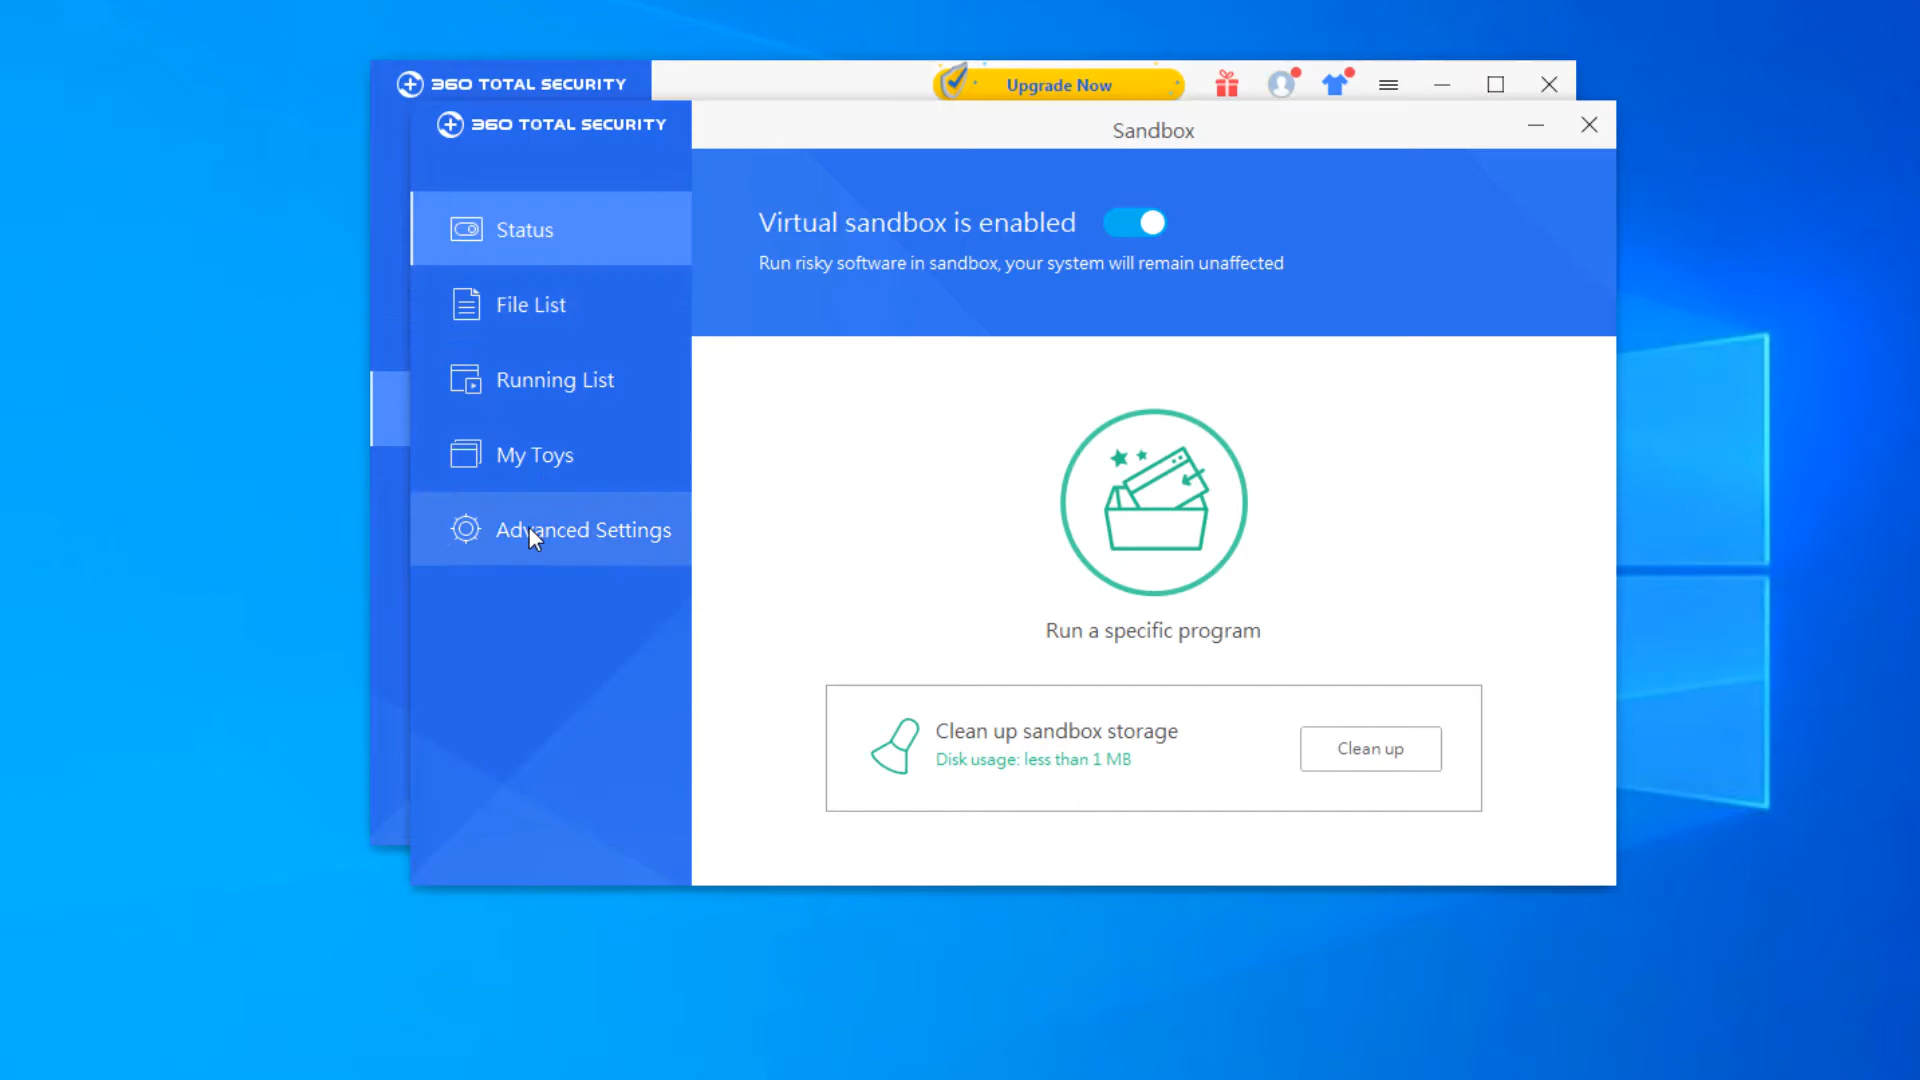 360 TOTAL SECURITY
Upgrade Now
360 TOTAL SECURITY
Sandbox
Status
File List
Running List
My Toys
Advanced Settings
Virtual sandbox is enabled
Run risky software in sandbox, your system will remain unaffected
Run a specific program
Clean up sandbox storage
Disk usage: less than 1 MB
Clean up